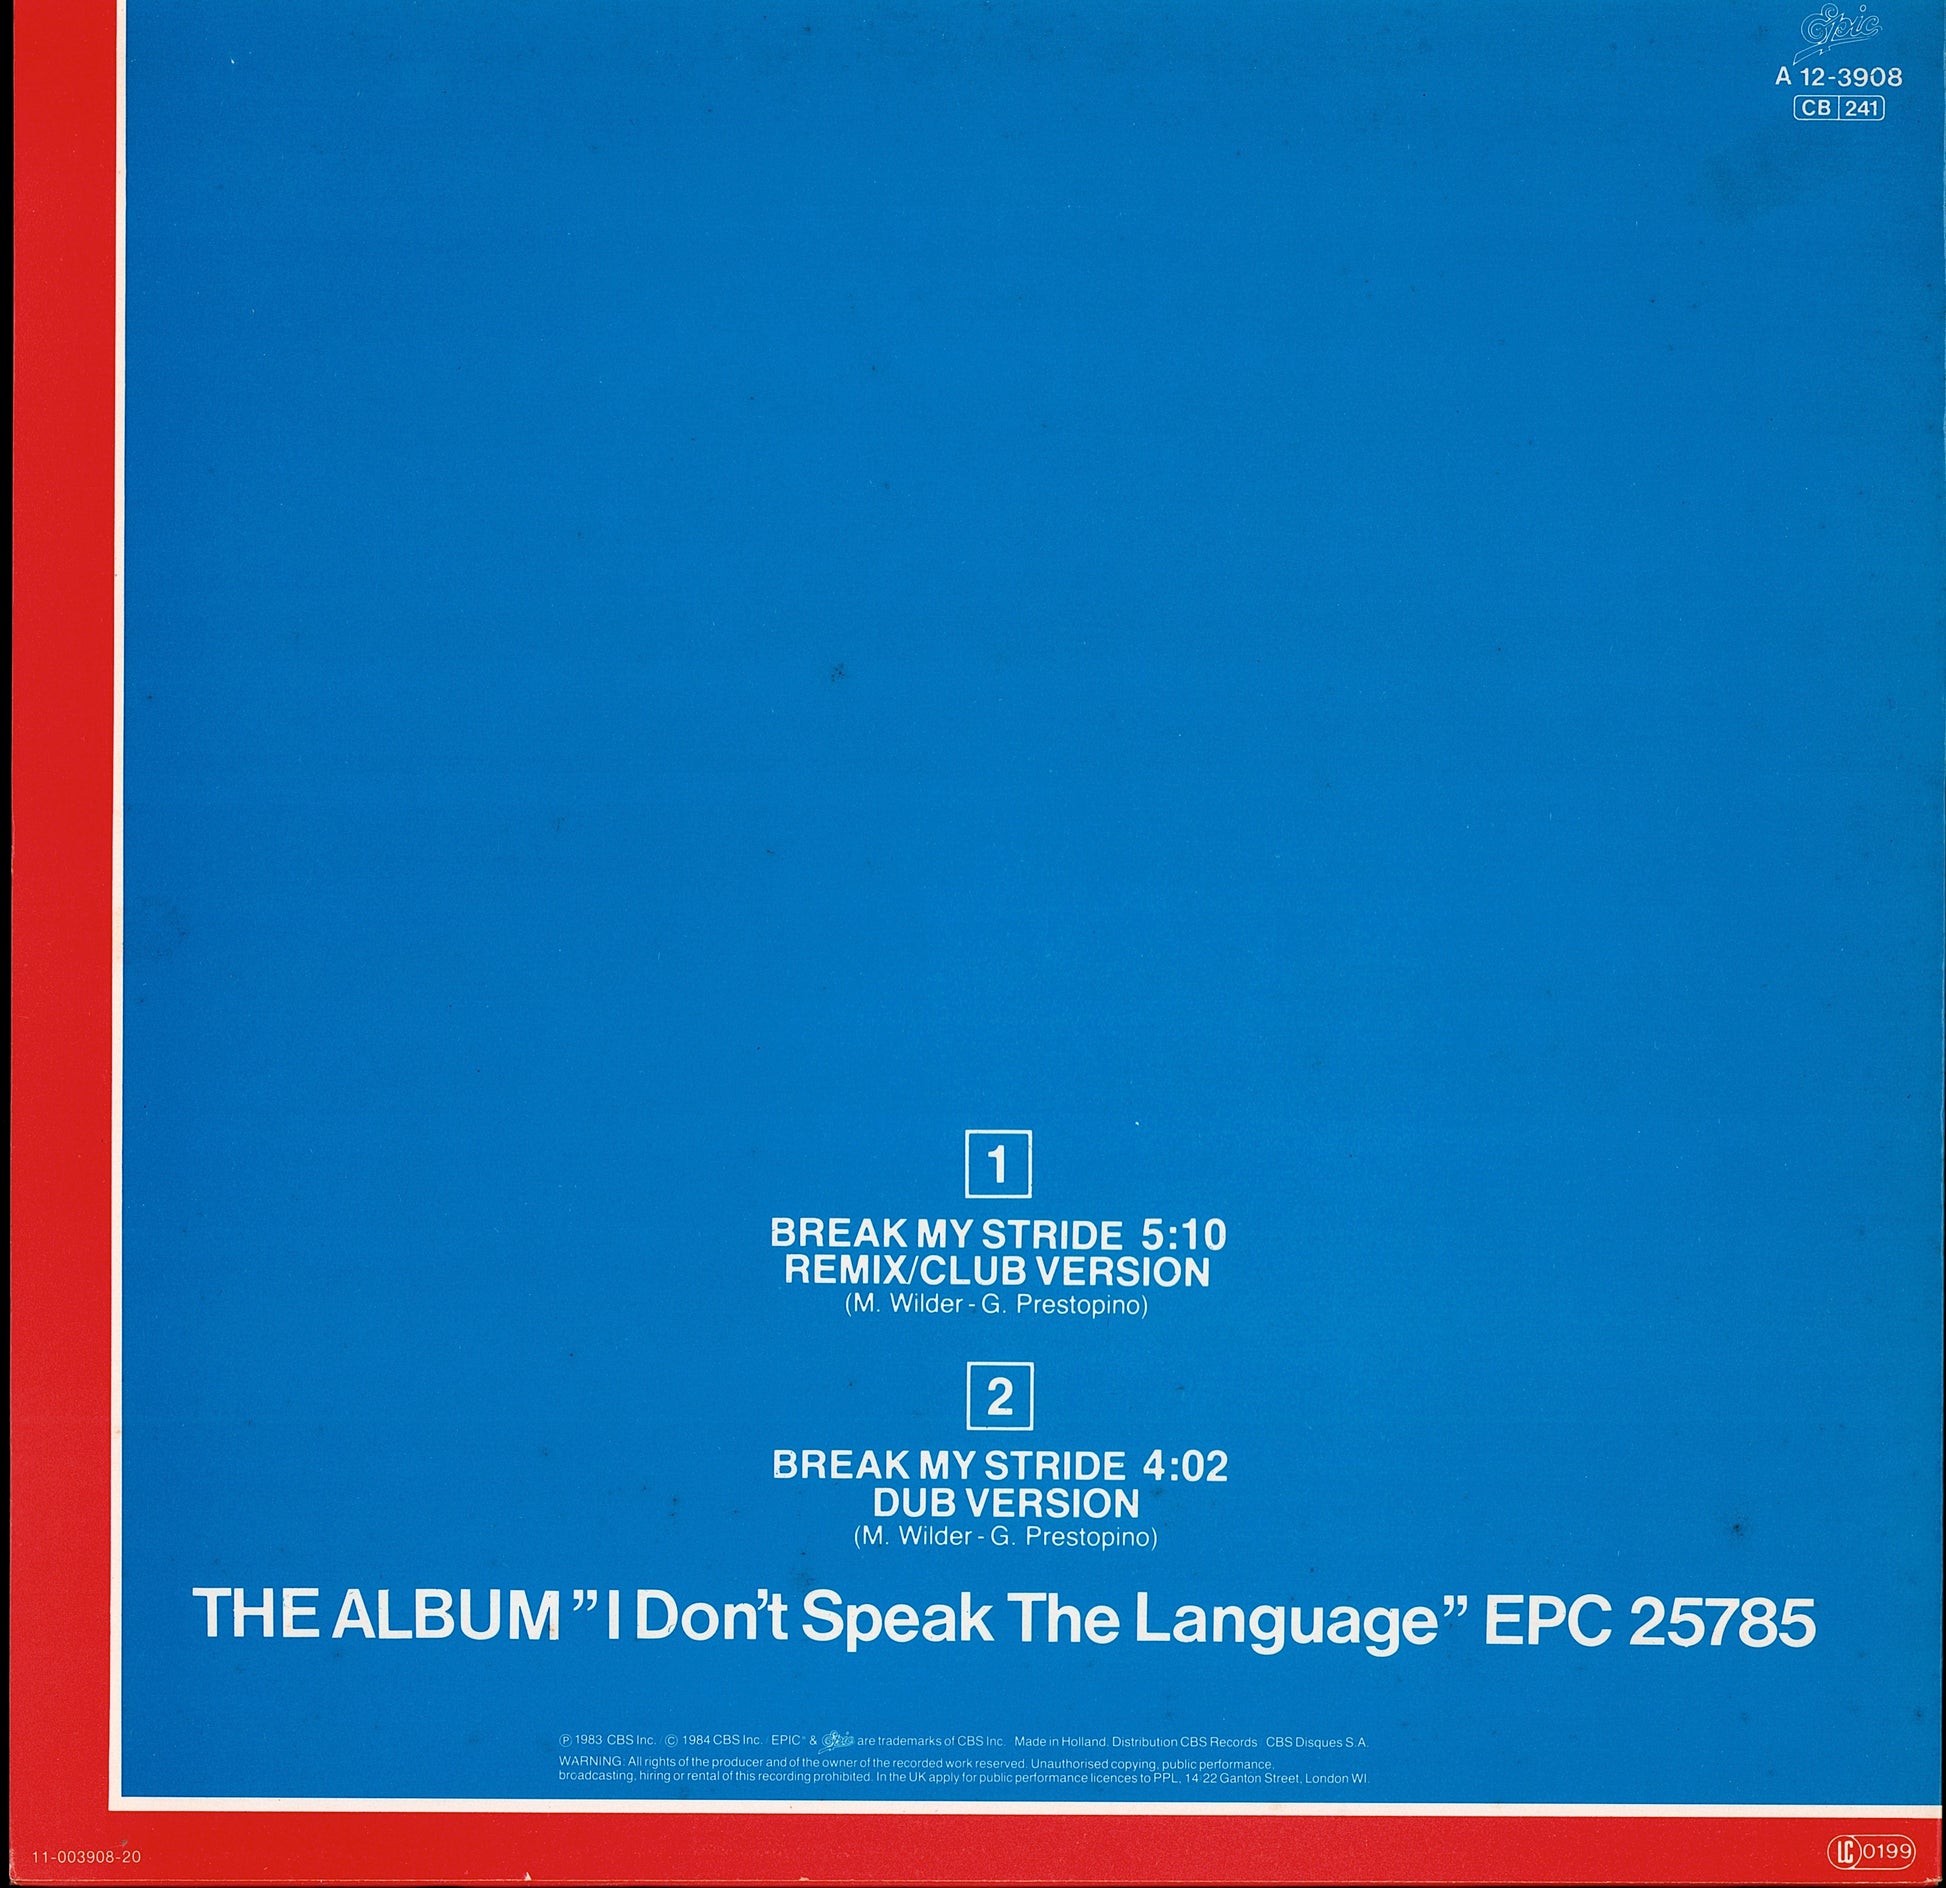 Epic
A 12-3908
CB 241
1
BREAK MY STRIDE 5:10
REMIX/CLUB VERSION
(M. Wilder - G. Prestopino)
2
BREAK MY STRIDE 4:02
DUB VERSION
(M. Wilder - G. Prestopino)
THE ALBUM ”I Don’t Speak The Language” EPC 25785
Ⓟ 1983 CBS Inc. / Ⓒ 1984 CBS Inc. / EPIC® & Epic are trademarks of CBS Inc. Made in Holland. Distribution CBS Records / CBS Disques S.A.
WARNING: All rights of the producer and of the owner of the recorded work reserved. Unauthorised copying, public performance,
broadcasting, hiring or rental of this recording prohibited. In the UK apply for public performance licences to PPL, 14/22 Ganton Street, London WI.
11-003908-20
LC 0199